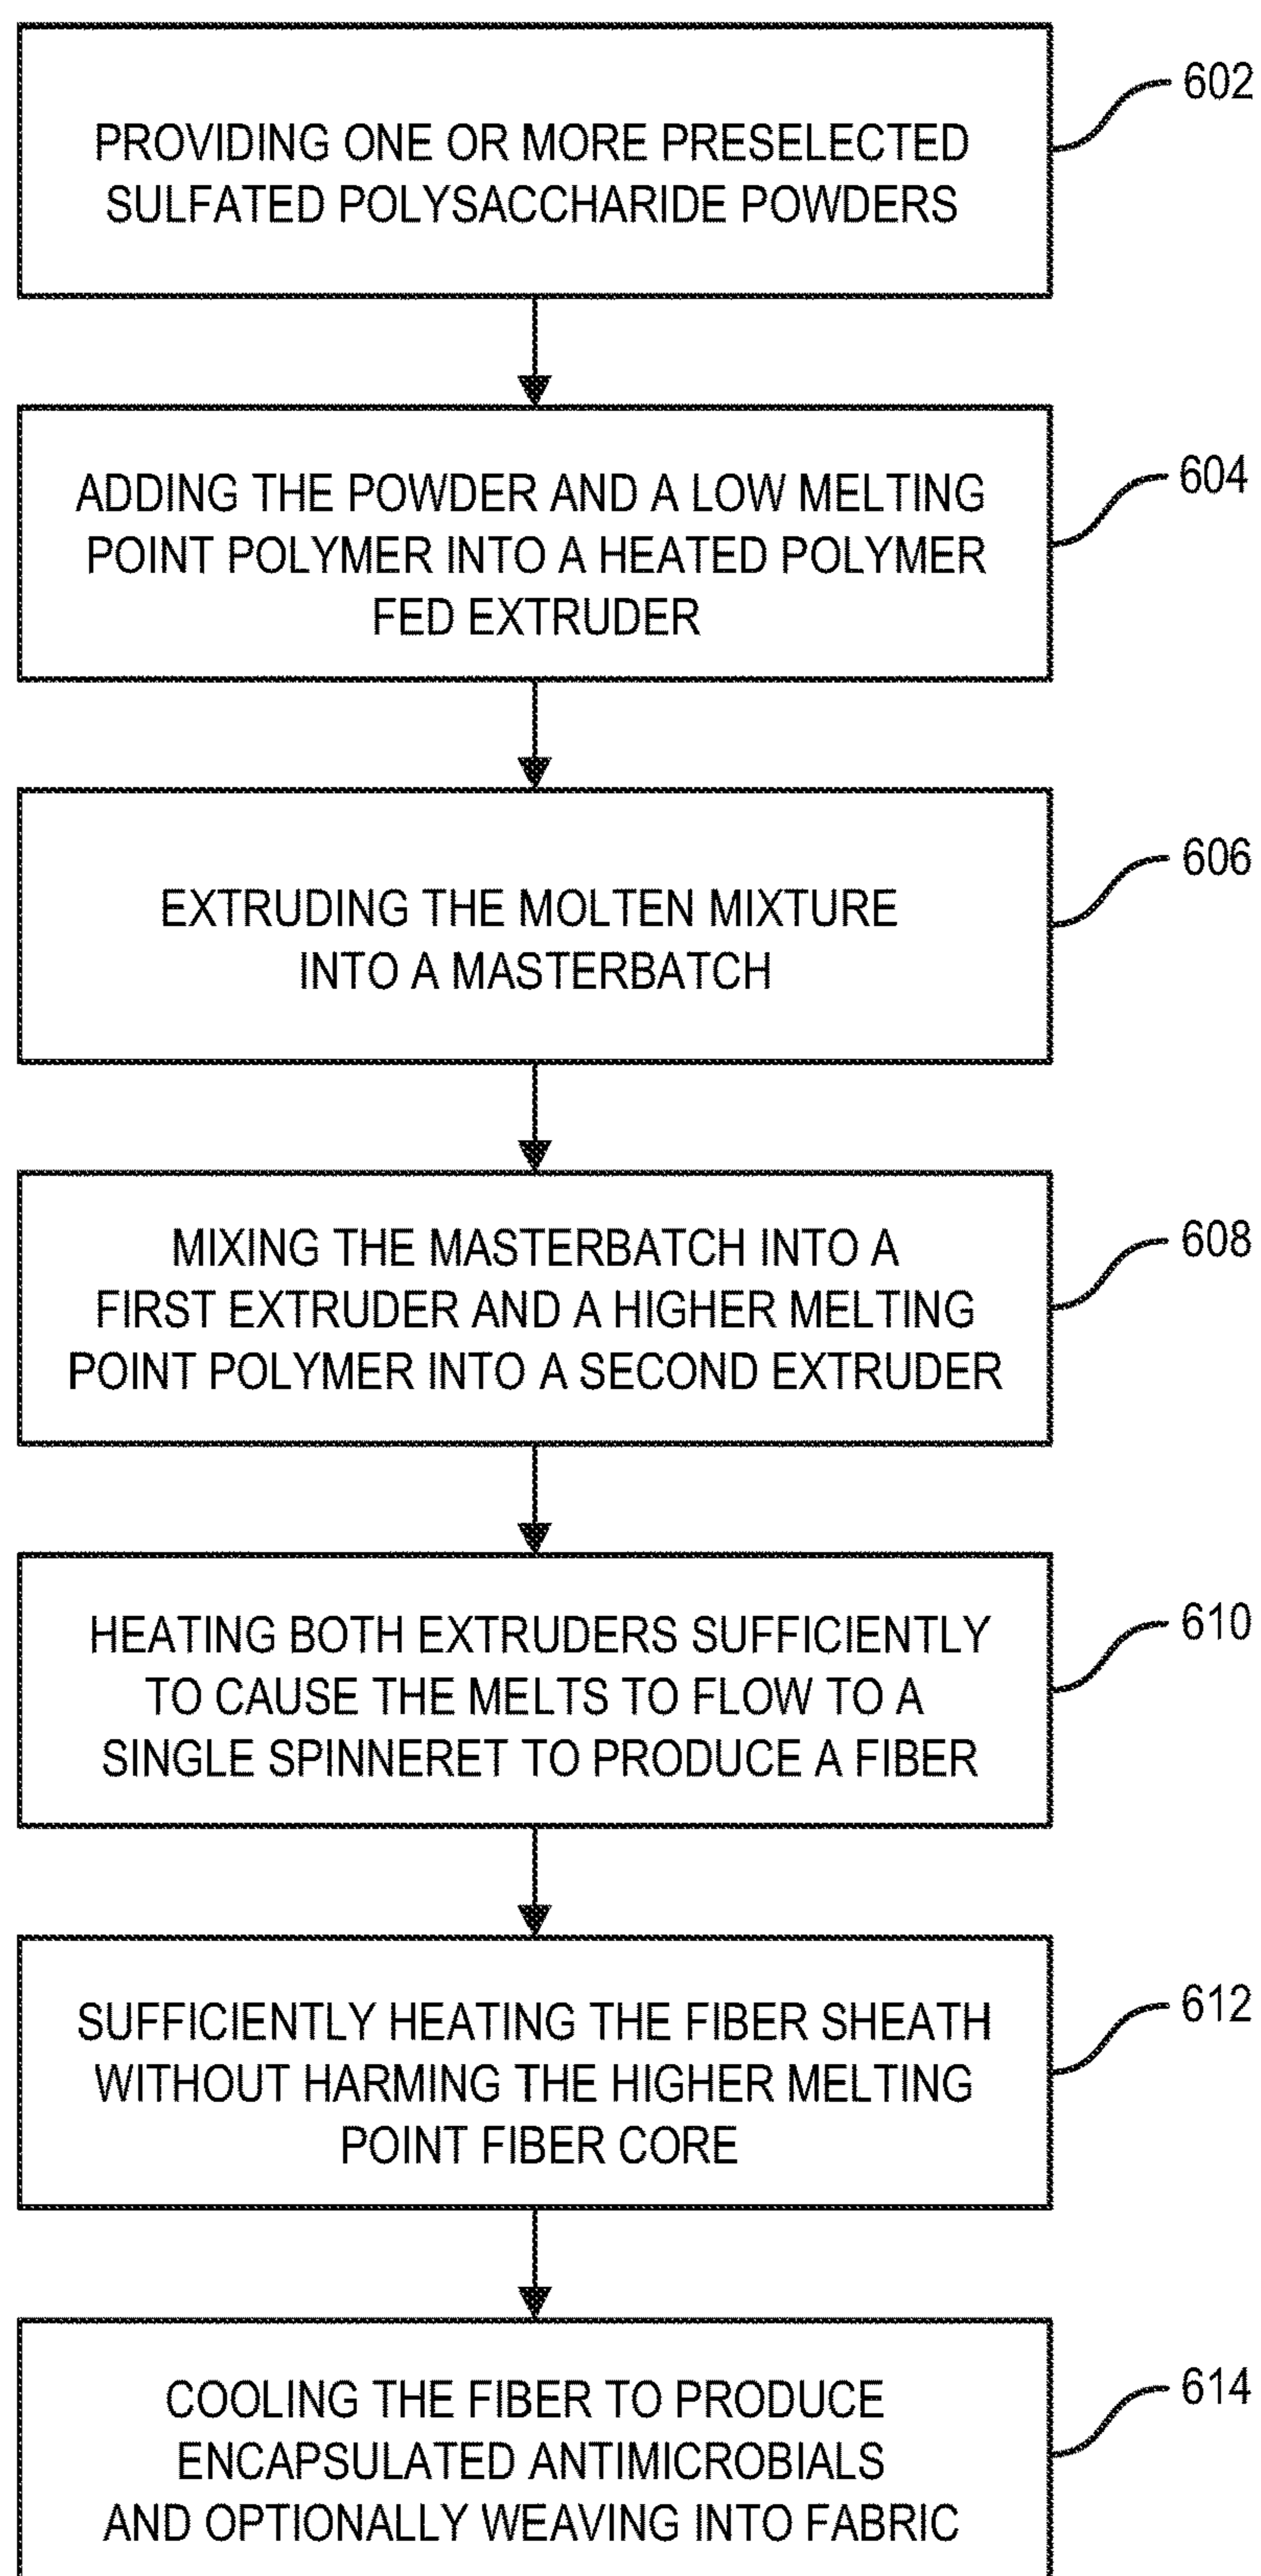 PROVIDING ONE OR MORE PRESELECTED
SULFATED POLYSACCHARIDE POWDERS
602
ADDING THE POWDER AND A LOW MELTING
POINT POLYMER INTO A HEATED POLYMER
FED EXTRUDER
604
EXTRUDING THE MOLTEN MIXTURE
INTO A MASTERBATCH
606
MIXING THE MASTERBATCH INTO A
FIRST EXTRUDER AND A HIGHER MELTING
POINT POLYMER INTO A SECOND EXTRUDER
608
HEATING BOTH EXTRUDERS SUFFICIENTLY
TO CAUSE THE MELTS TO FLOW TO A
SINGLE SPINNERET TO PRODUCE A FIBER
610
SUFFICIENTLY HEATING THE FIBER SHEATH
WITHOUT HARMING THE HIGHER MELTING
POINT FIBER CORE
612
COOLING THE FIBER TO PRODUCE
ENCAPSULATED ANTIMICROBIALS
AND OPTIONALLY WEAVING INTO FABRIC
614